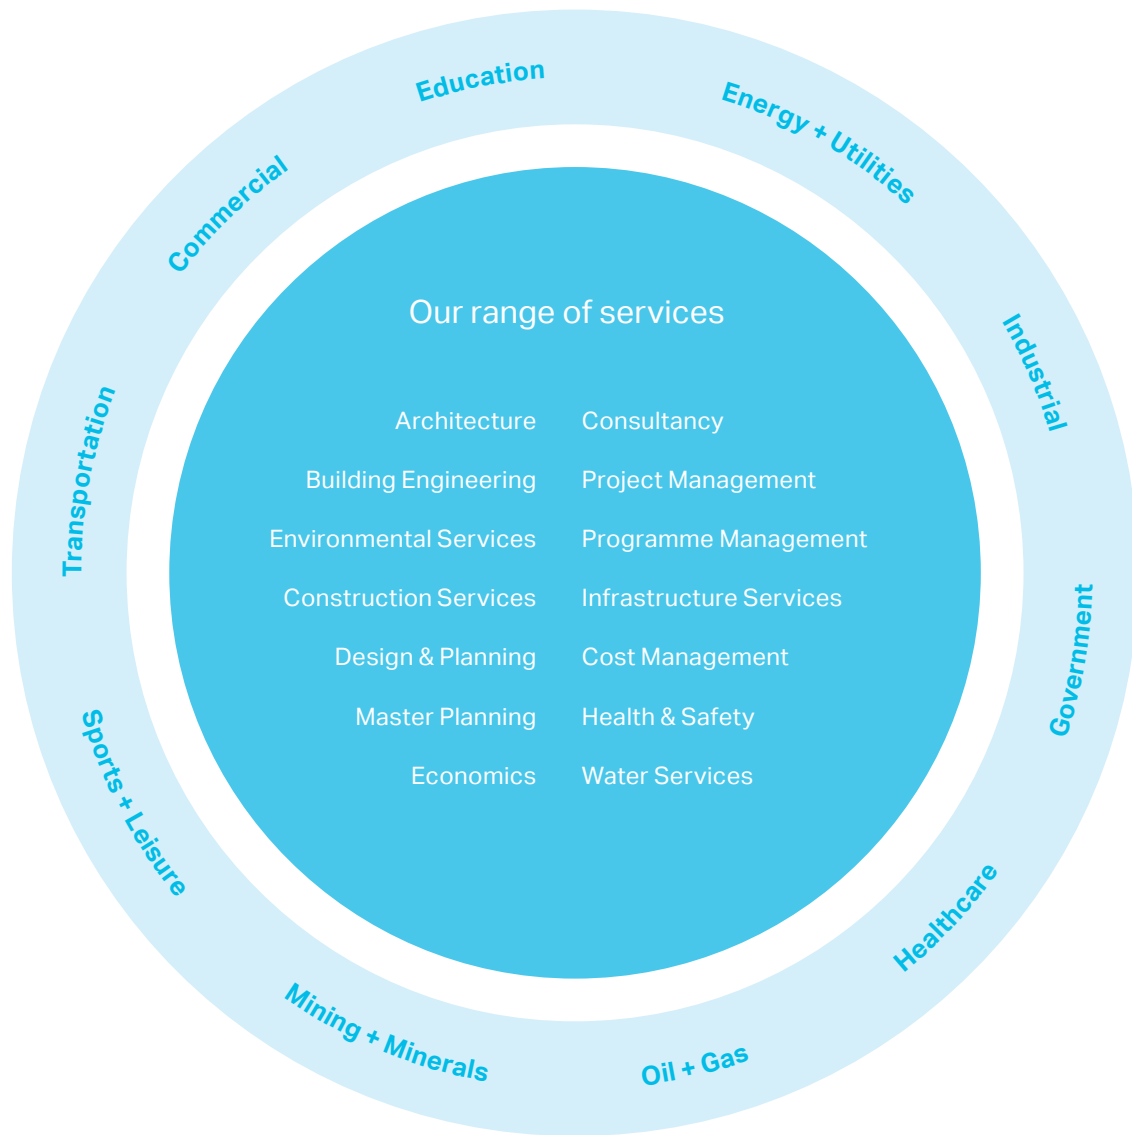 Education
Energy + Utilities
Industrial
Government
Healthcare
Oil + Gas
Mining + Minerals
Sports + Leisure
Transportation
Commercial
Our range of services
Architecture
Building Engineering
Environmental Services
Construction Services
Design & Planning
Master Planning
Economics
Consultancy
Project Management
Programme Management
Infrastructure Services
Cost Management
Health & Safety
Water Services